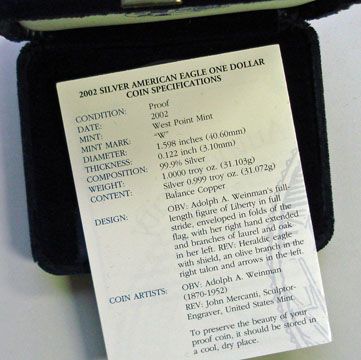 2002 SILVER AMERICAN EAGLE ONE DOLLAR
COIN SPECIFICATIONS
CONDITION: Proof
DATE: 2002
MINT: West Point Mint
MINT MARK: "W"
DIAMETER: 1.598 inches (40.60mm)
THICKNESS: 0.122 inch (3.10mm)
COMPOSITION: 99.9% Silver
WEIGHT: 1.0000 troy oz. (31.103g)
CONTENT: Silver 0.999 troy oz. (31.072g)
Balance Copper
DESIGN: OBV: Adolph A. Weinman's full-
length figure of Liberty in full
stride, enveloped in folds of the
flag, with her right hand extended
and branches of laurel and oak
in her left. REV: Heraldic eagle
with shield, an olive branch in the
right talon and arrows in the left.
COIN ARTISTS: OBV: Adolph A. Weinman
(1870-1952)
REV: John Mercanti, Sculptor-
Engraver, United States Mint
To preserve the beauty of your
proof coin, it should be stored in
a cool, dry place.